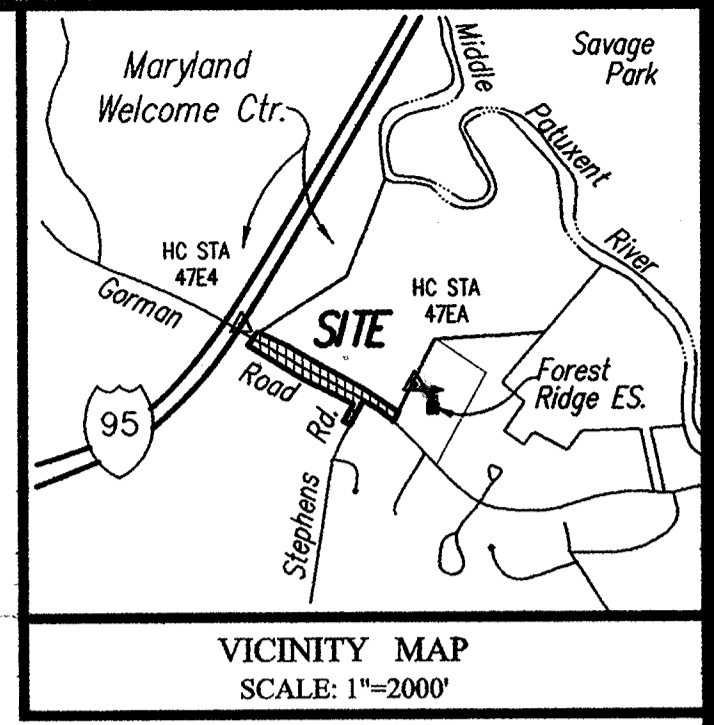 Maryland
Welcome Ctr.
Middle
Patuxent
River
Savage
Park
HC STA
47E4
Gorman
Road
SITE
HC STA
47EA
Forest
Ridge ES.
95
Stephens
Rd.
VICINITY MAP
SCALE: 1"=2000'